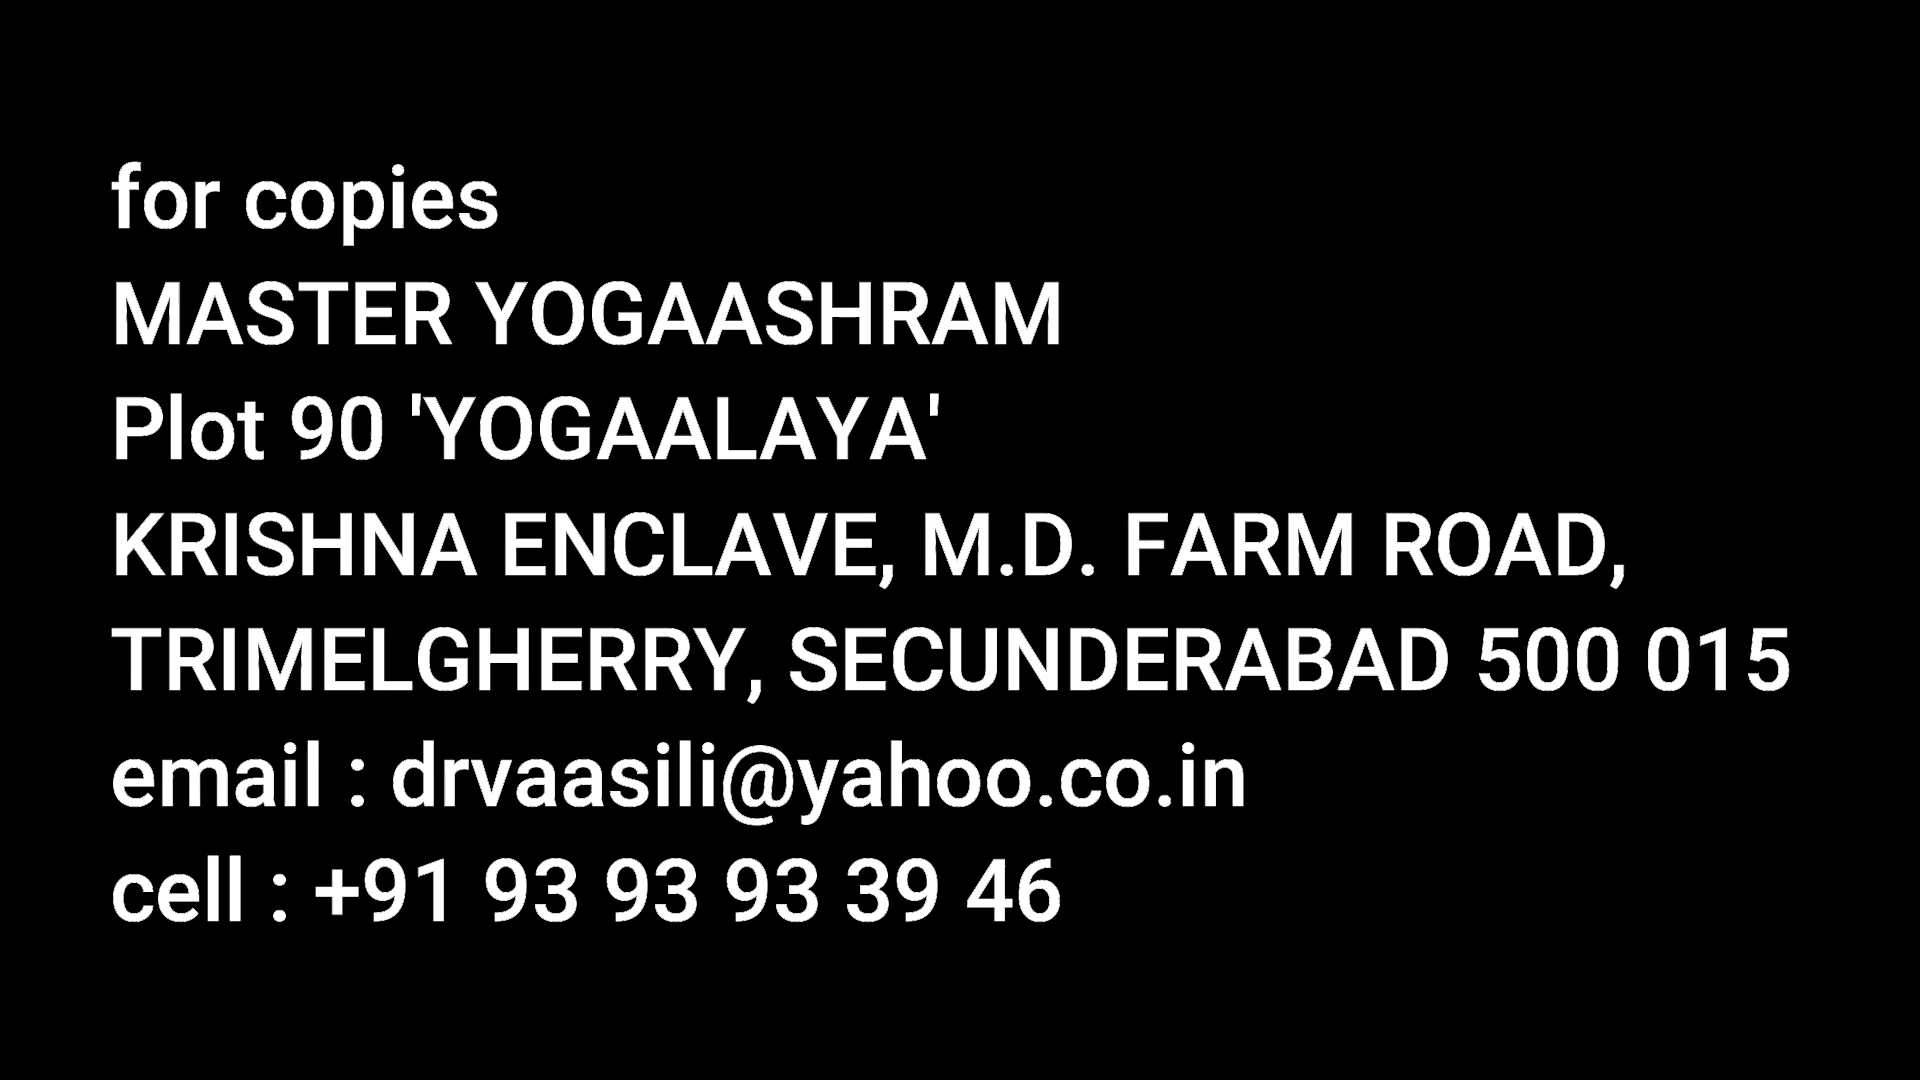 for copies
MASTER YOGAASHRAM
Plot 90 'YOGAALAYA'
KRISHNA ENCLAVE, M.D. FARM ROAD,
TRIMELGHERRY, SECUNDERABAD 500 015
email : drvaasili@yahoo.co.in
cell : +91 93 93 93 39 46